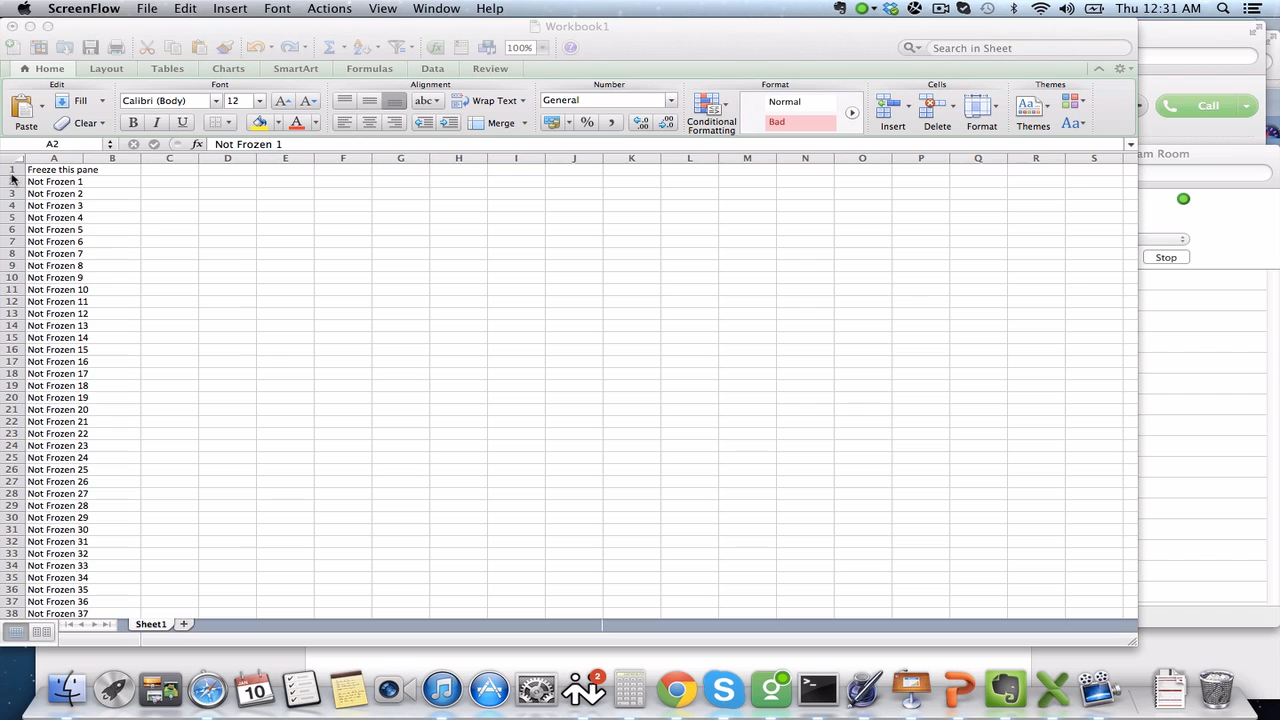 ScreenFlow File Edit Insert Font Actions View Window Help Thu 12:31 AM
Workbook1
100% Search in Sheet
Home Layout Tables Charts SmartArt Formulas Data Review
Edit Font Alignment Number Format Cells Themes
Paste Fill Clear Calibri (Body) 12 abc Wrap Text General Conditional Formatting Normal Insert Delete Format Themes Aa
B I U A Merge % Bad
Call
am Room
Stop
A2 fx Not Frozen 1
A B C D E F G H I J K L M N O P Q R S
1 Freeze this pane
2 Not Frozen 1
3 Not Frozen 2
4 Not Frozen 3
5 Not Frozen 4
6 Not Frozen 5
7 Not Frozen 6
8 Not Frozen 7
9 Not Frozen 8
10 Not Frozen 9
11 Not Frozen 10
12 Not Frozen 11
13 Not Frozen 12
14 Not Frozen 13
15 Not Frozen 14
16 Not Frozen 15
17 Not Frozen 16
18 Not Frozen 17
19 Not Frozen 18
20 Not Frozen 19
21 Not Frozen 20
22 Not Frozen 21
23 Not Frozen 22
24 Not Frozen 23
25 Not Frozen 24
26 Not Frozen 25
27 Not Frozen 26
28 Not Frozen 27
29 Not Frozen 28
30 Not Frozen 29
31 Not Frozen 30
32 Not Frozen 31
33 Not Frozen 32
34 Not Frozen 33
35 Not Frozen 34
36 Not Frozen 35
37 Not Frozen 36
38 Not Frozen 37
Sheet1
JAN 10 2